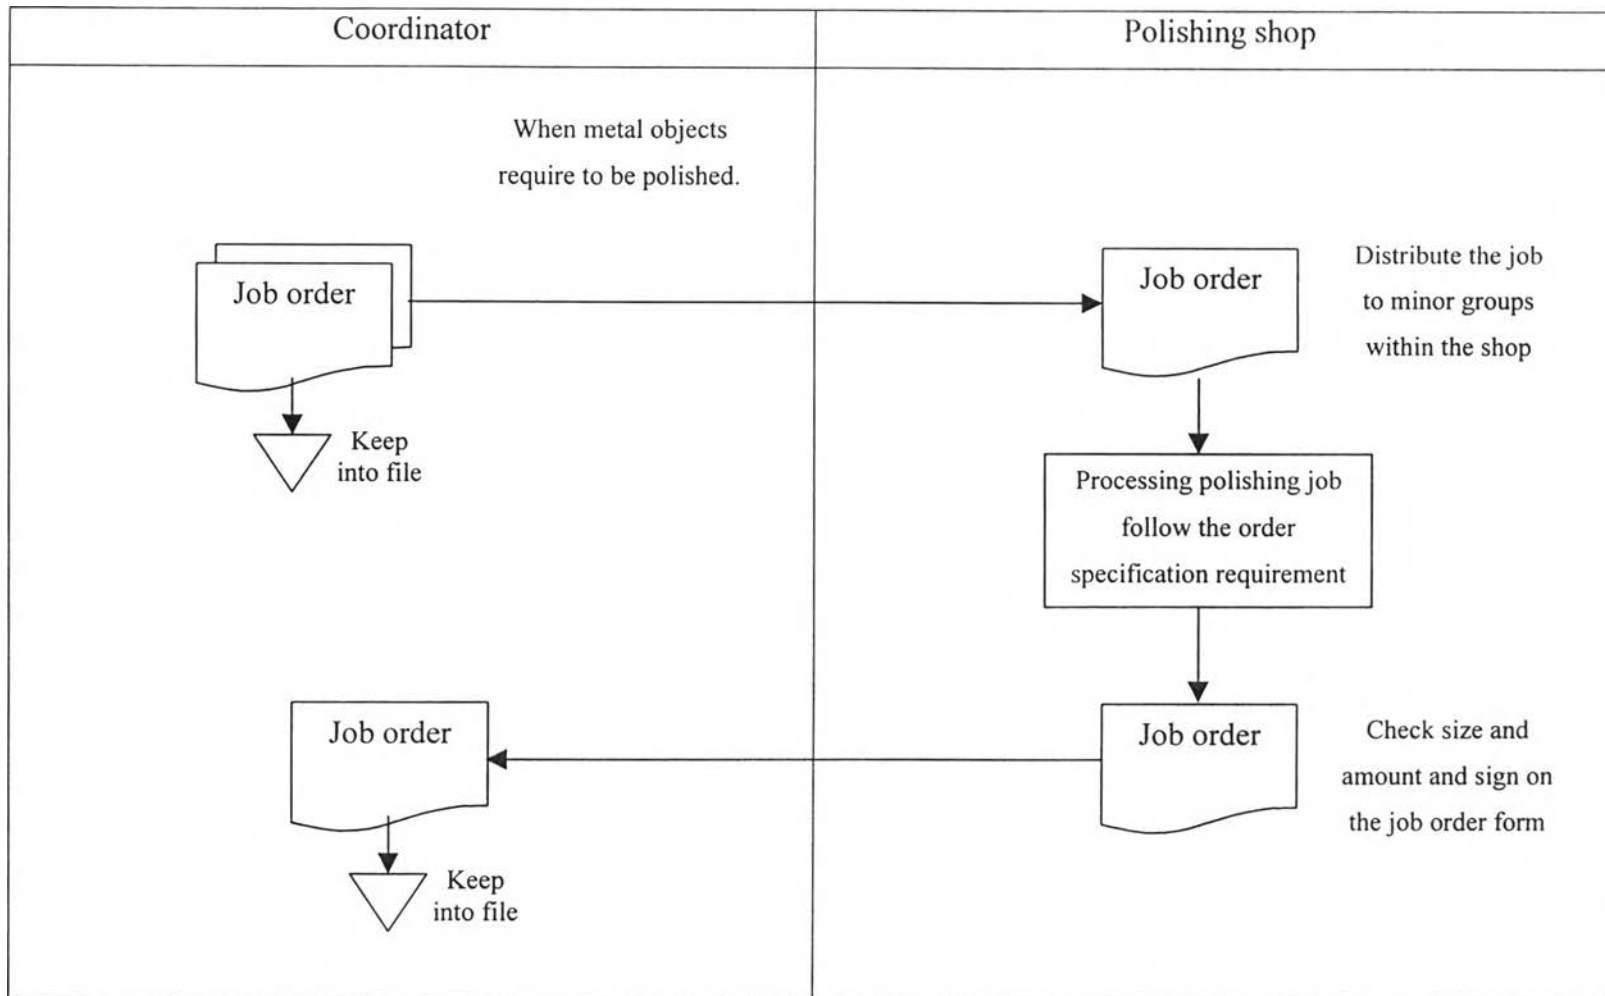 Coordinator
Polishing shop
When metal objects
require to be polished.
Job order
Keep
into file
Job order
Distribute the job
to minor groups
within the shop
Processing polishing job
follow the order
specification requirement
Job order
Check size and
amount and sign on
the job order form
Job order
Keep
into file